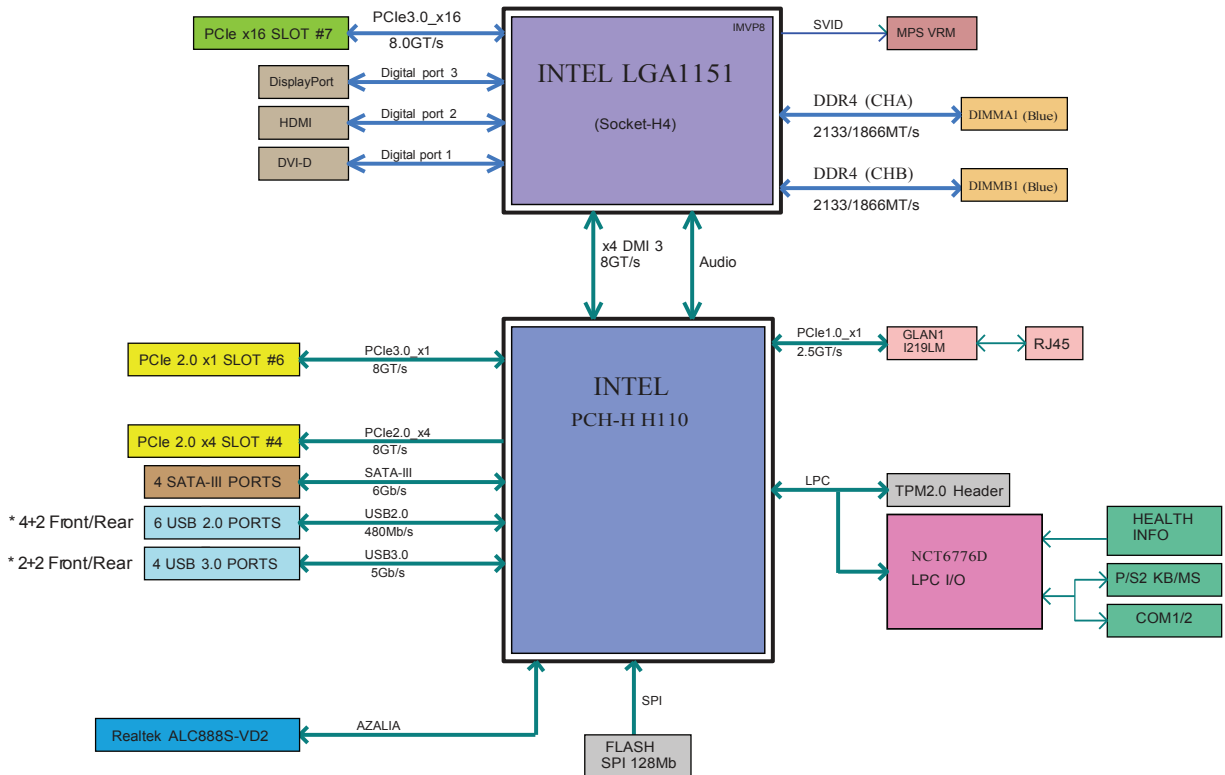 PCIe x16 SLOT #7
PCIe3.0_x16
8.0GT/s
DisplayPort
Digital port 3
HDMI
Digital port 2
DVI-D
Digital port 1
IMVP8
INTEL LGA1151
(Socket-H4)
SVID
MPS VRM
DDR4 (CHA)
2133/1866MT/s
DIMMA1 (Blue)
DDR4 (CHB)
2133/1866MT/s
DIMMB1 (Blue)
x4 DMI 3
8GT/s
Audio
PCIe 2.0 x1 SLOT #6
PCIe3.0_x1
8GT/s
PCIe 2.0 x4 SLOT #4
PCIe2.0_x4
8GT/s
4 SATA-III PORTS
SATA-III
6Gb/s
* 4+2 Front/Rear
6 USB 2.0 PORTS
USB2.0
480Mb/s
* 2+2 Front/Rear
4 USB 3.0 PORTS
USB3.0
5Gb/s
INTEL
PCH-H H110
PCIe1.0_x1
2.5GT/s
GLAN1
I219LM
RJ45
LPC
TPM2.0 Header
NCT6776D
LPC I/O
HEALTH
INFO
P/S2 KB/MS
COM1/2
Realtek ALC888S-VD2
AZALIA
SPI
FLASH
SPI 128Mb